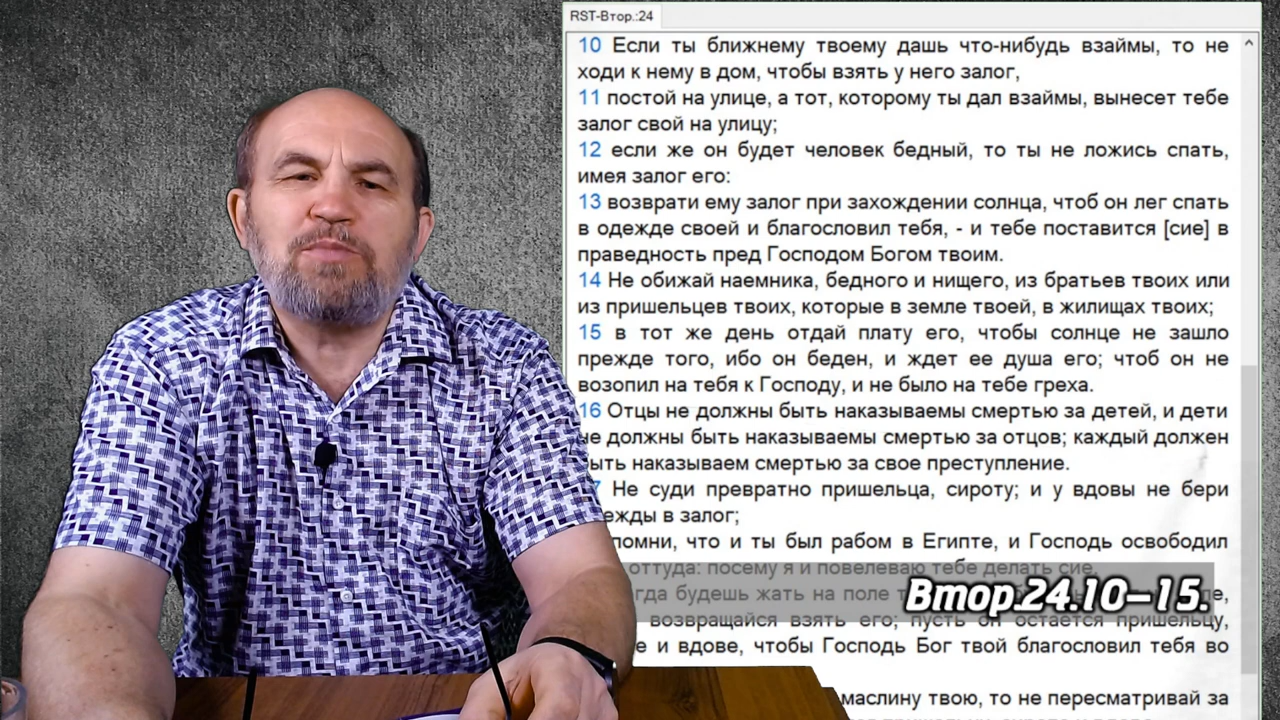 RST-Втор.:24
10 Если ты ближнему твоему дашь что-нибудь взаймы, то не
ходи к нему в дом, чтобы взять у него залог,
11 постой на улице, а тот, которому ты дал взаймы, вынесет тебе
залог свой на улицу;
12 если же он будет человек бедный, то ты не ложись спать,
имея залог его:
13 возврати ему залог при захождении солнца, чтоб он лег спать
в одежде своей и благословил тебя, - и тебе поставится [сие] в
праведность пред Господом Богом твоим.
14 Не обижай наемника, бедного и нищего, из братьев твоих или
из пришельцев твоих, которые в земле твоей, в жилищах твоих;
15 в тот же день отдай плату его, чтобы солнце не зашло
прежде того, ибо он беден, и ждет ее душа его; чтоб он не
возопил на тебя к Господу, и не было на тебе греха.
16 Отцы не должны быть наказываемы смертью за детей, и дети
не должны быть наказываемы смертью за отцов; каждый должен
быть наказываем смертью за свое преступление.
Не суди превратно пришельца, сироту; и у вдовы не бери
одежды в залог;
помни, что и ты был рабом в Египте, и Господь освободил
оттуда: посему я и повелеваю тебе делать сие.
будешь жать на поле
возвращайся взять его; пусть он остается пришельцу,
и вдове, чтобы Господь Бог твой благословил тебя во
маслину твою, то не пересматривай за
Втор.24.10–15.